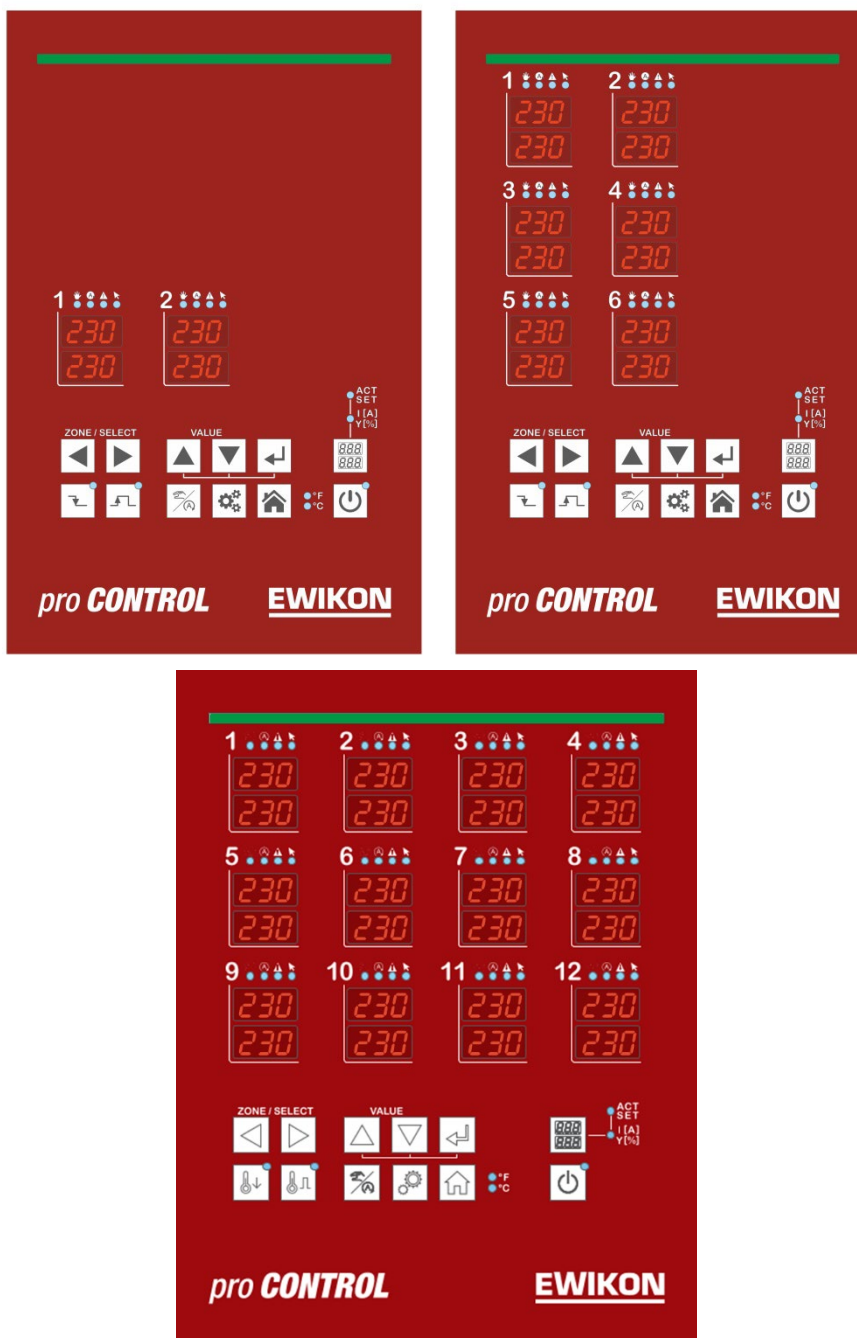 1 2
230 230
230 230
ACT
SET
I [A]
Y[%]
ZONE / SELECT VALUE
888
888
°F
°C
pro CONTROL EWIKON
1 2
230 230
230 230
3 4
230 230
230 230
5 6
230 230
230 230
ACT
SET
I [A]
Y[%]
ZONE / SELECT VALUE
888
888
°F
°C
pro CONTROL EWIKON
1 2 3 4
230 230 230 230
230 230 230 230
5 6 7 8
230 230 230 230
230 230 230 230
9 10 11 12
230 230 230 230
230 230 230 230
ZONE / SELECT VALUE
888
888
ACT
SET
I [A]
Y[%]
°F
°C
pro CONTROL EWIKON